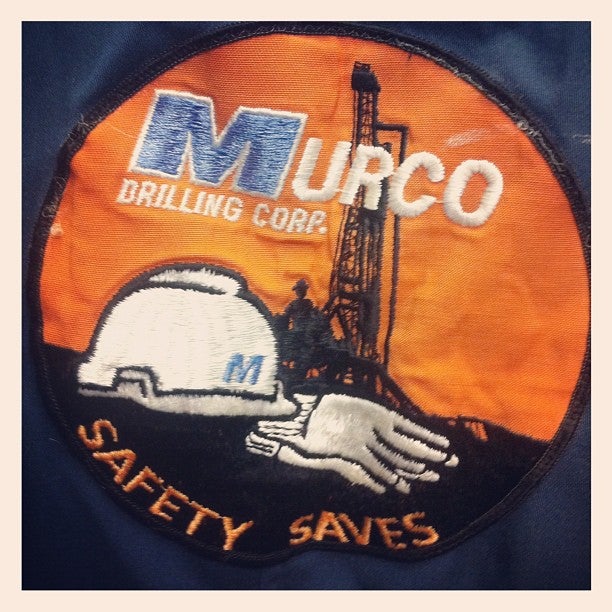 MURCO
DRILLING CORP.
M
SAFETY SAVES